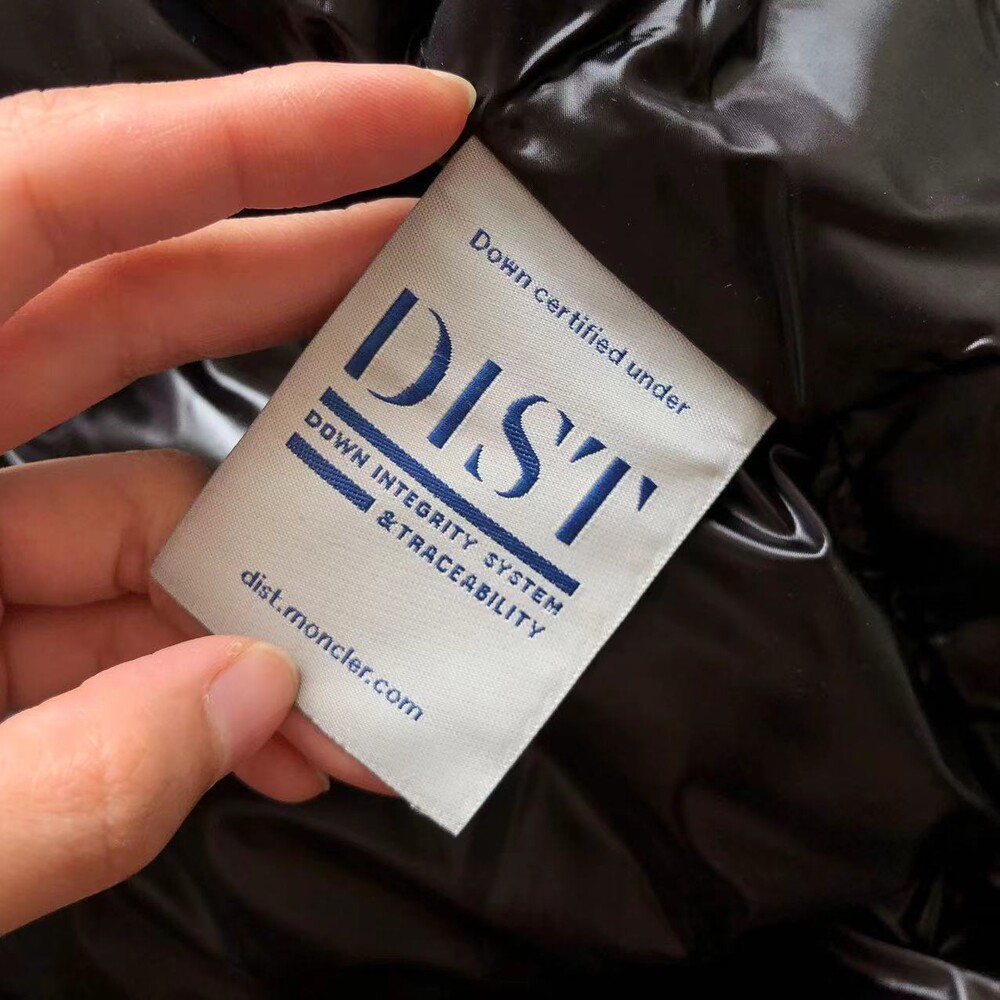 Down certified under
DIST
DOWN INTEGRITY SYSTEM
& TRACEABILITY
dist.moncler.com